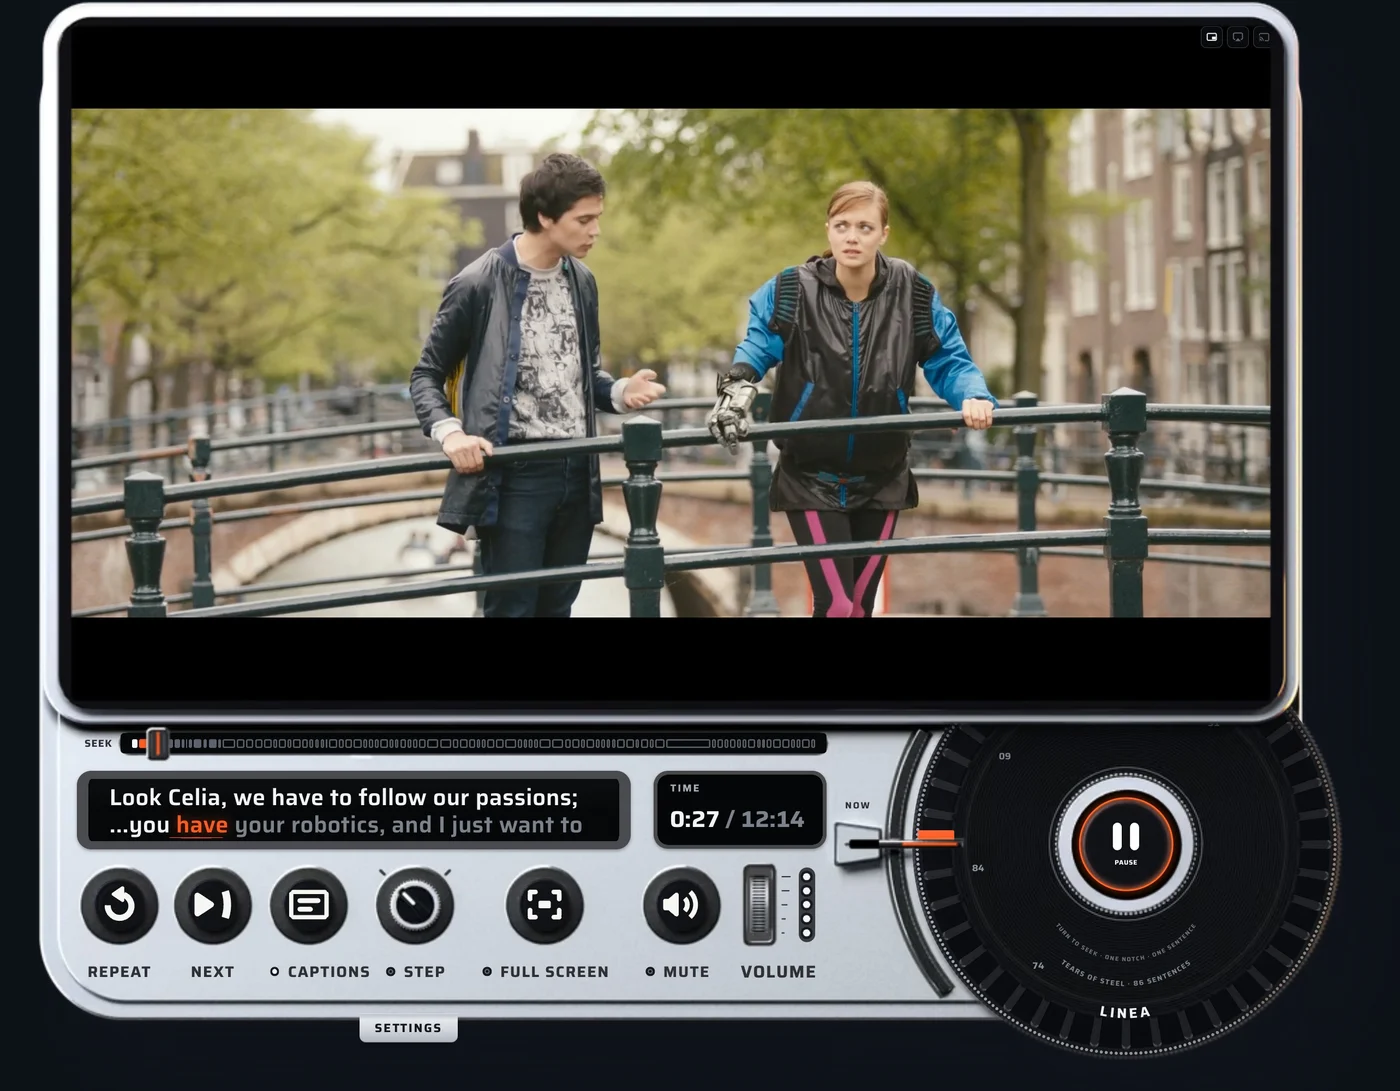 SEEK
Look Celia, we have to follow our passions;
...you have your robotics, and I just want to
TIME
0:27 / 12:14
NOW
REPEAT
NEXT
CAPTIONS
STEP
FULL SCREEN
MUTE
VOLUME
SETTINGS
09
84
74
PAUSE
TURN TO SEEK · ONE NOTCH · ONE SENTENCE
TEARS OF STEEL · 86 SENTENCES
LINEA